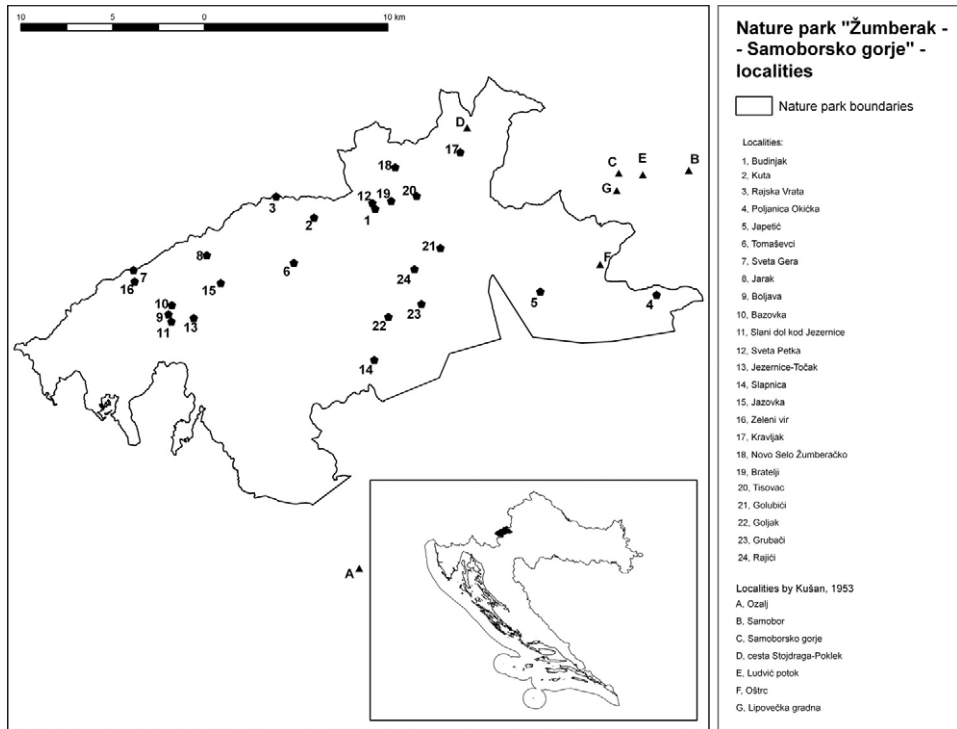 10 0 10 km
D
17
18
C
E
B
G
20
19
12
1
3
2
21
8
F
6
7
24
16
15
5
4
10
23
9
11
13
22
14
A
Nature park "Žumberak -
- Samoborsko gorje" -
localities
Nature park boundaries
Localities:
1, Budinjak
2, Kuta
3, Rajska Vrata
4, Poljanica Okićka
5, Japetić
6, Tomaševci
7, Sveta Gera
8, Jarak
9, Boljava
10, Bazovka
11, Slani dol kod Jezernice
12, Sveta Petka
13, Jezernice-Točak
14, Slapnica
15, Jazovka
16, Zeleni vir
17, Kravljak
18, Novo Selo Žumberačko
19, Bratelji
20, Tisovac
21, Golubići
22, Goljak
23, Grubači
24, Rajići
Localities by Kušan, 1953
A, Ozalj
B, Samobor
C, Samoborsko gorje
D, cesta Stojdraga-Poklek
E, Ludvić potok
F, Oštrc
G, Lipovečka gradna